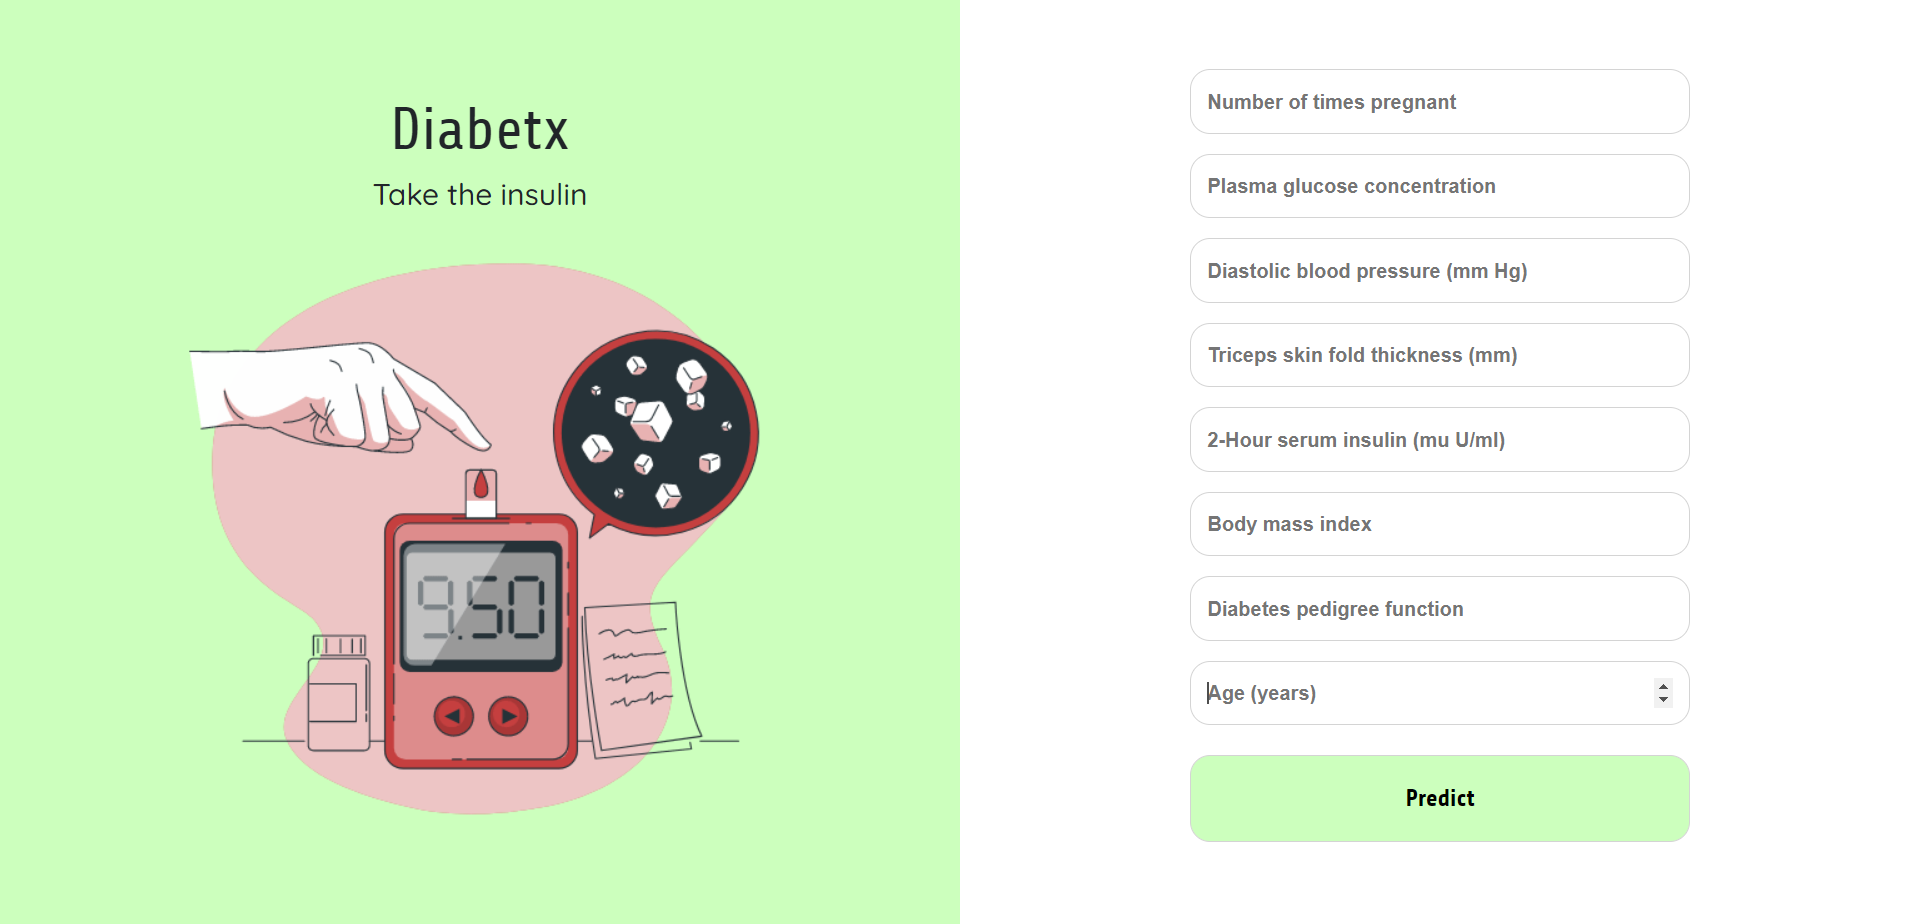 Diabetx
Take the insulin
9.50
Number of times pregnant
Plasma glucose concentration
Diastolic blood pressure (mm Hg)
Triceps skin fold thickness (mm)
2-Hour serum insulin (mu U/ml)
Body mass index
Diabetes pedigree function
Age (years)
Predict